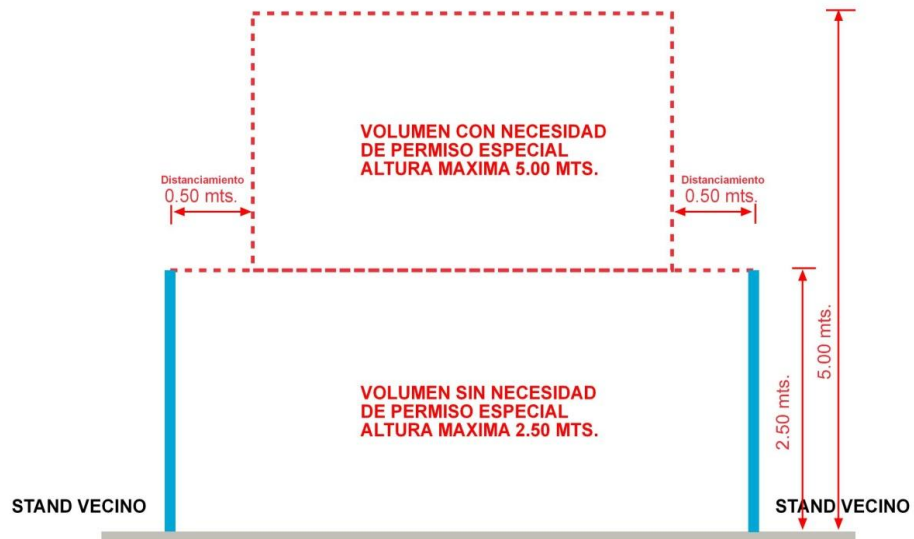 VOLUMEN CON NECESIDAD
DE PERMISO ESPECIAL
ALTURA MAXIMA 5.00 MTS.
Distanciamiento
0.50 mts.
Distanciamiento
0.50 mts.
5.00 mts.
2.50 mts.
VOLUMEN SIN NECESIDAD
DE PERMISO ESPECIAL
ALTURA MAXIMA 2.50 MTS.
STAND VECINO
STAND VECINO